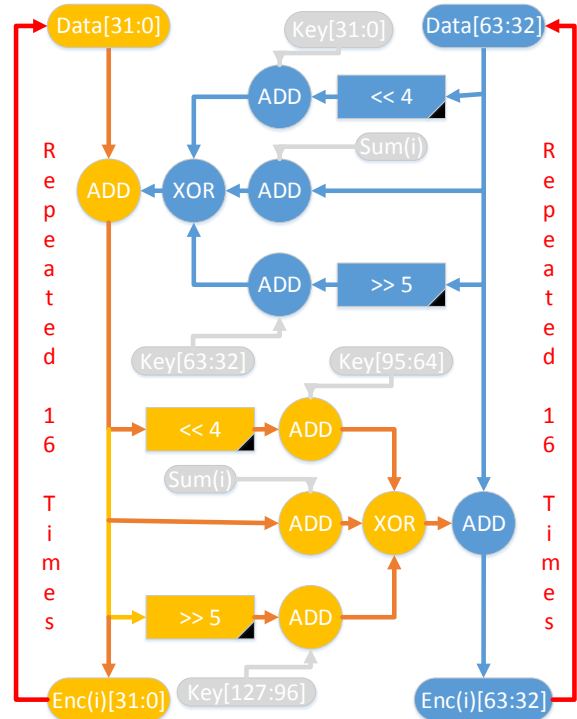 Data[31:0]
Key[31:0]
Data[63:32]
ADD
<< 4
Sum(i)
ADD
XOR
ADD
ADD
>> 5
Key[63:32]
Key[95:64]
<< 4
ADD
Sum(i)
ADD
XOR
ADD
>> 5
ADD
Key[127:96]
Enc(i)[31:0]
Enc(i)[63:32]
Repeated 16 Times
Repeated 16 Times